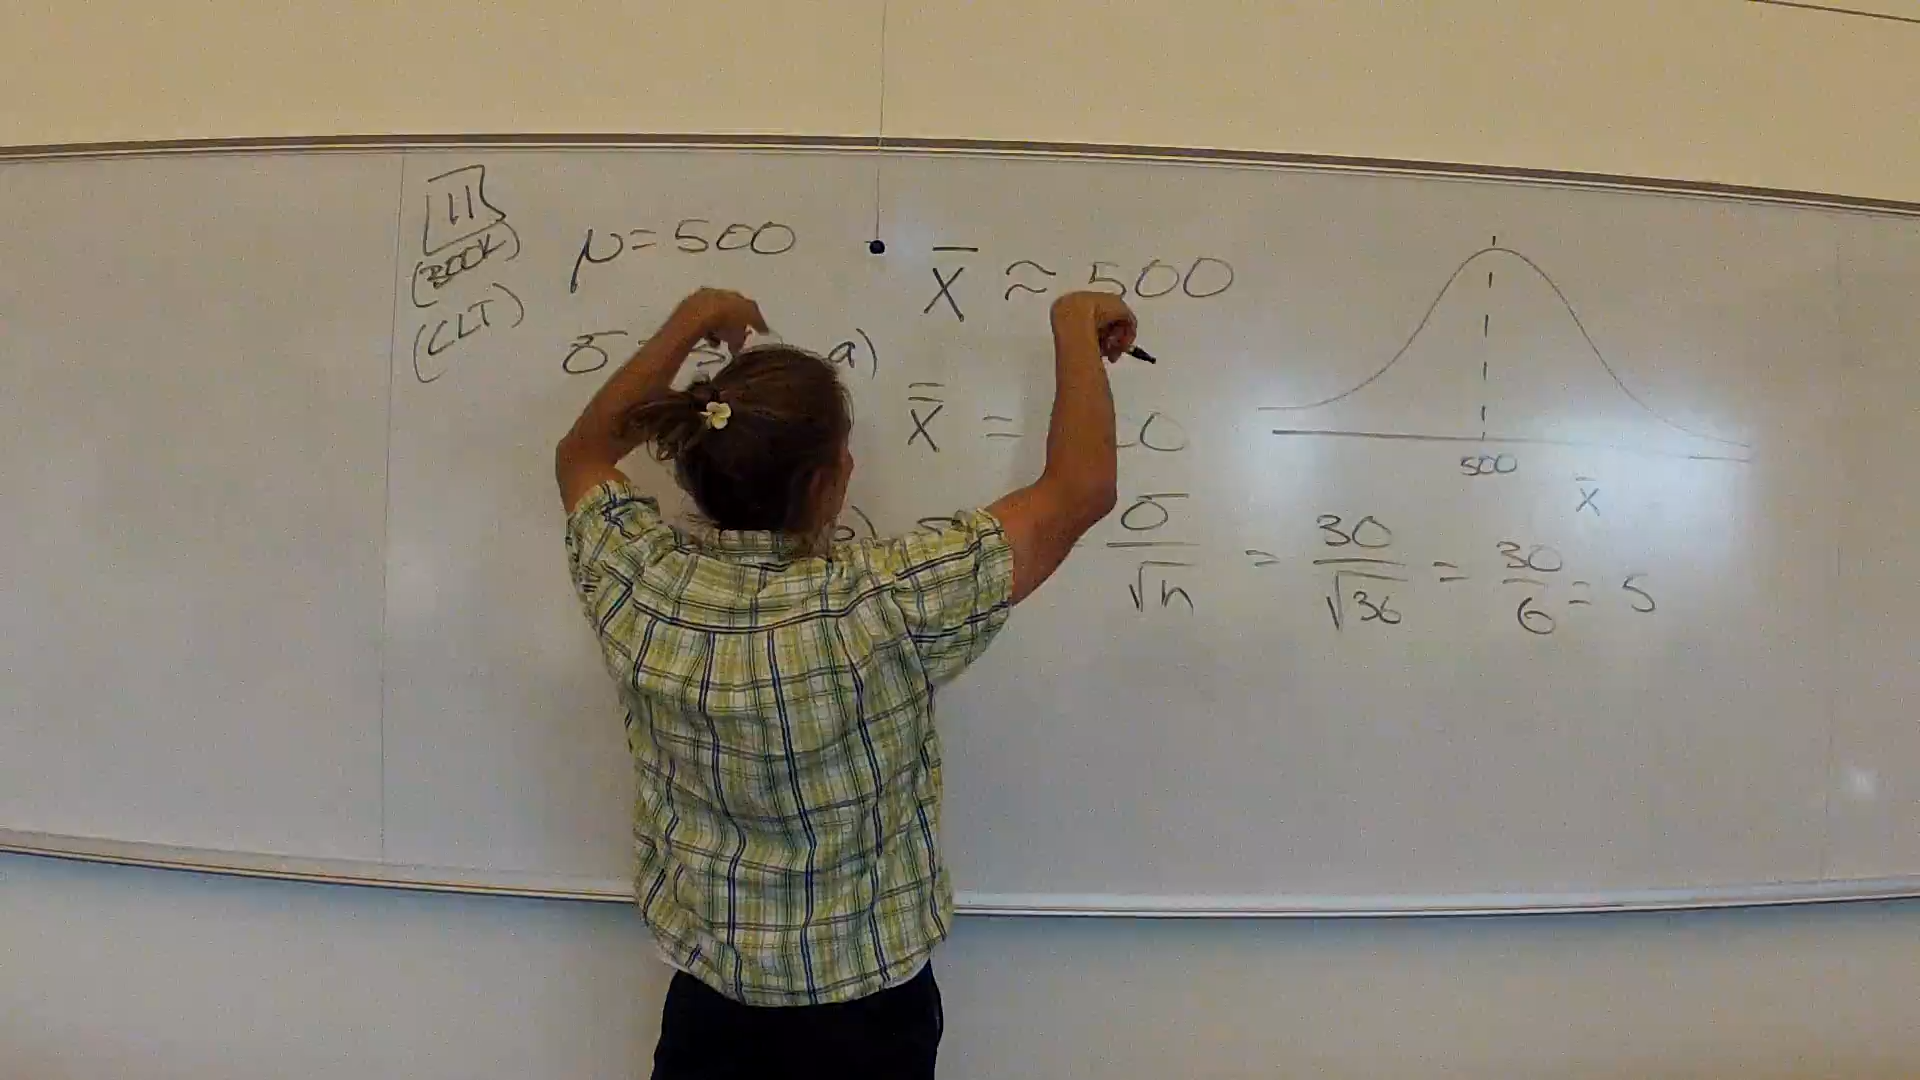 11
(BOOK)
(CLT)
μ = 500
σ =
a)
x̄ ≈ 500
x̿ =
500
x̄
σ/√n = 30/√36 = 30/6 = 5